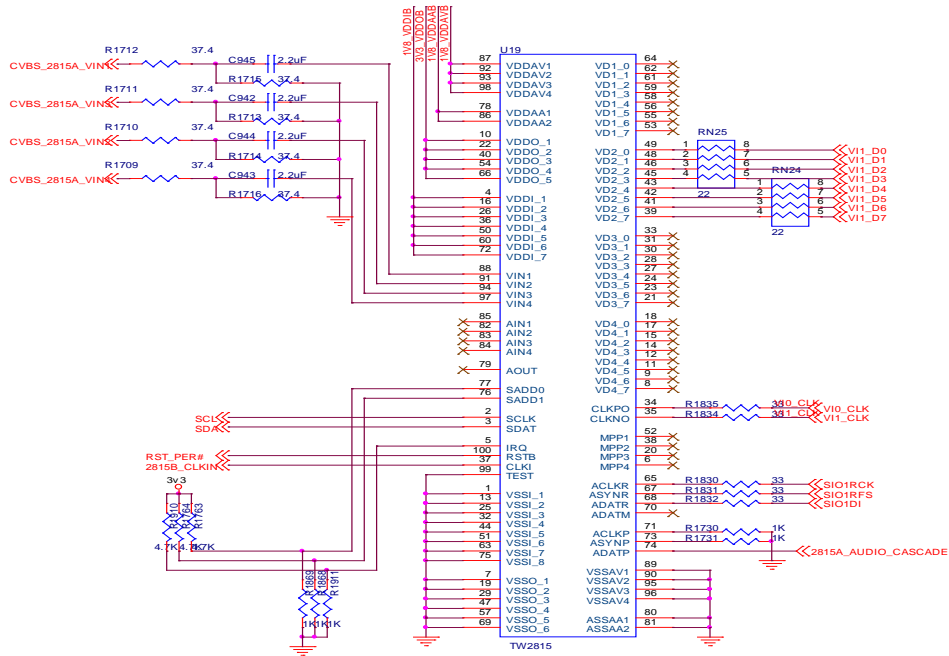 1V8_VDDIB
3V3_VDDOB
1V8_VDDAAB
1V8_VDDAVB
R1712 37.4
CVBS_2815A_VIN1
C945 2.2uF
R1715 37.4
R1711 37.4
CVBS_2815A_VIN3
C942 2.2uF
R1713 37.4
R1710 37.4
CVBS_2815A_VIN2
C944 2.2uF
R1714 37.4
R1709 37.4
CVBS_2815A_VIN4
C943 2.2uF
R1716 37.4
U19
87 VDDAV1
92 VDDAV2
93 VDDAV3
98 VDDAV4
78 VDDAA1
86 VDDAA2
10 VDDO_1
22 VDDO_2
40 VDDO_3
54 VDDO_4
66 VDDO_5
4 VDDI_1
16 VDDI_2
26 VDDI_3
36 VDDI_4
50 VDDI_5
60 VDDI_6
72 VDDI_7
88 VIN1
91 VIN2
94 VIN3
97 VIN4
85 AIN1
82 AIN2
83 AIN3
84 AIN4
79 AOUT
77 SADD0
76 SADD1
SCL 2 SCLK
SDA 3 SDAT
5 IRQ
RST_PER# 100 RSTB
2815B_CLKIN 37 CLKI
99 TEST
1 VSSI_1
13 VSSI_2
25 VSSI_3
32 VSSI_4
44 VSSI_5
51 VSSI_6
63 VSSI_7
75 VSSI_8
7 VSSO_1
19 VSSO_2
29 VSSO_3
47 VSSO_4
57 VSSO_5
69 VSSO_6
3v3
R1910
R1764
R1763
4.7K
4.7K
4.7K
R1869
R1868
R1911
1K
1K
1K
VD1_0 64
VD1_1 62
VD1_2 61
VD1_3 59
VD1_4 58
VD1_5 56
VD1_6 55
VD1_7 53
RN25
VD2_0 49 1 8 VI1_D0
VD2_1 48 2 7 VI1_D1
VD2_2 46 3 6 VI1_D2
VD2_3 45 4 5 VI1_D3
22
RN24
VD2_4 43 1 8 VI1_D4
VD2_5 42 2 7 VI1_D5
VD2_6 41 3 6 VI1_D6
VD2_7 39 4 5 VI1_D7
22
VD3_0 33
VD3_1 31
VD3_2 30
VD3_3 28
VD3_4 27
VD3_5 24
VD3_6 23
VD3_7 21
VD4_0 18
VD4_1 17
VD4_2 15
VD4_3 14
VD4_4 12
VD4_5 11
VD4_6 9
VD4_7 8
CLKPO 34 R1835 33 VI0_CLK
CLKNO 35 R1834 33 VI1_CLK
MPP1 52
MPP2 38
MPP3 20
MPP4 6
ACLKR 65 R1830 33 SIO1RCK
ASYNR 67 R1831 33 SIO1RFS
ADATR 68 R1832 33 SIO1DI
ADATM 70
ACLKP 71 R1730 1K
ASYNP 73 R1731 1K
ADATP 74 2815A_AUDIO_CASCADE
VSSAV1 89
VSSAV2 90
VSSAV3 95
VSSAV4 96
ASSAA1 80
ASSAA2 81
TW2815